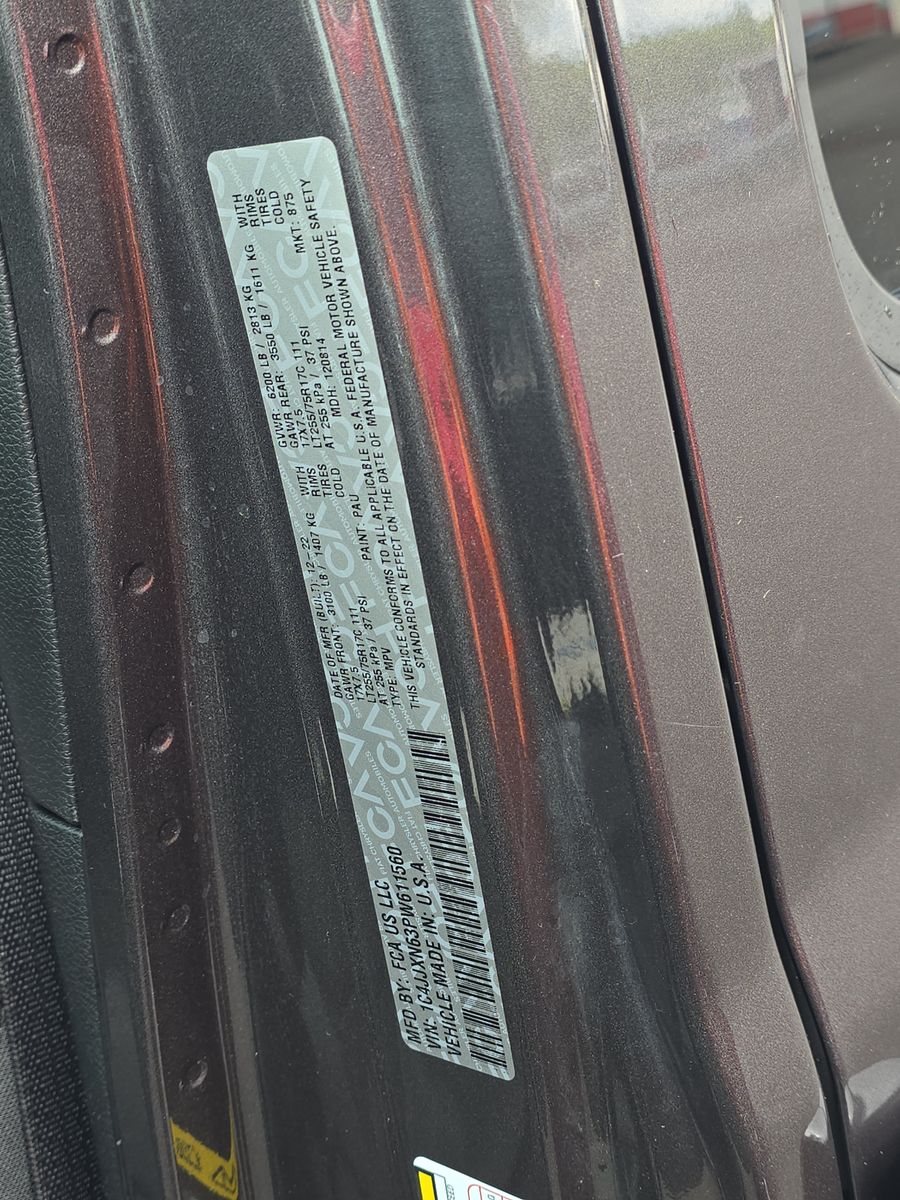 MFD BY: FCA US LLC
VIN: 1C4JJXN63PW611560
VEHICLE MADE IN: U.S.A.
DATE OF MFR (BUILT): 12-22
GAWR FRONT: 3100 LB / 1407 KG WITH
17X7.5 RIMS
LT255/75R17C 111 TIRES
AT 255 kPa / 37 PSI COLD
TYPE: MPV PAINT: PAU
GVWR: 6200 LB / 2813 KG
GAWR REAR: 3550 LB / 1611 KG WITH
17X7.5 RIMS
LT255/75R17C 111 TIRES
AT 255 kPa / 37 PSI COLD
MDH: 120814 MKT: 875
THIS VEHICLE CONFORMS TO ALL APPLICABLE U.S.A. FEDERAL MOTOR VEHICLE SAFETY
STANDARDS IN EFFECT ON THE DATE OF MANUFACTURE SHOWN ABOVE.